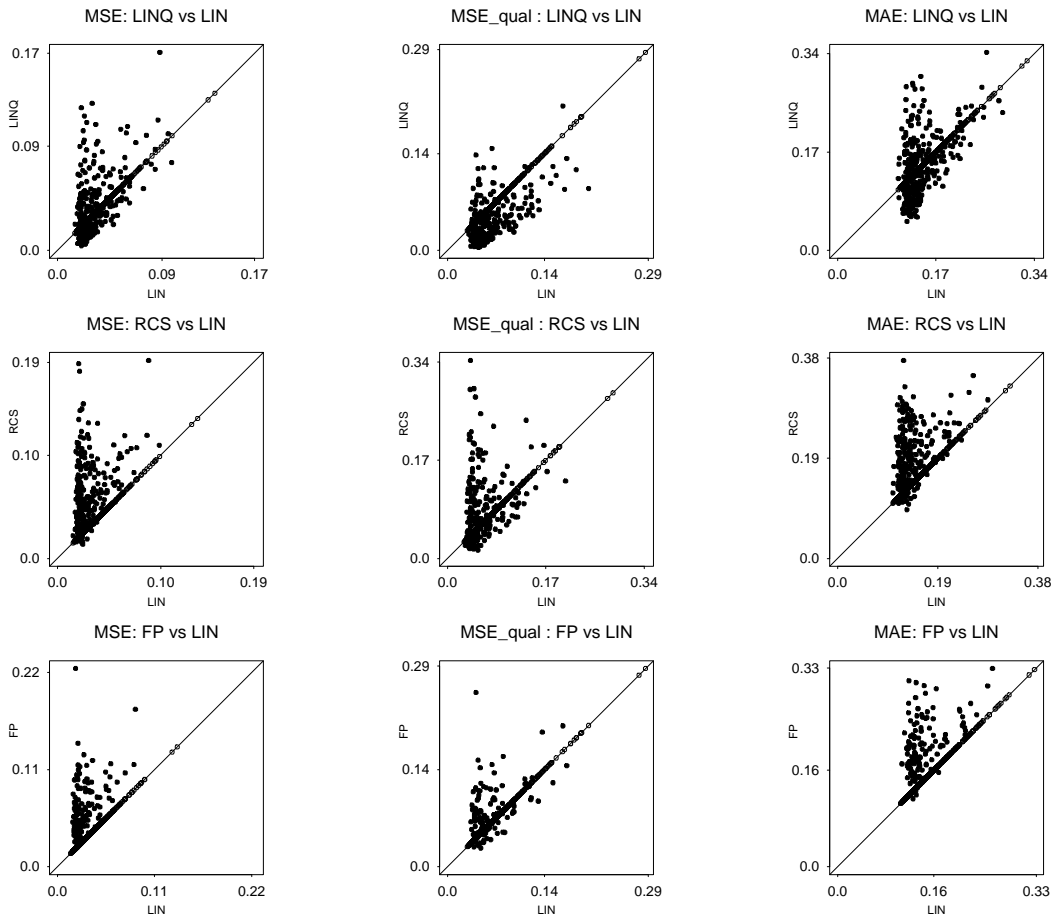 MSE: LINQ vs LIN
MSE_qual : LINQ vs LIN
MAE: LINQ vs LIN
0.17
0.09
0.0
LINQ
0.0 0.09 0.17
LIN
0.29
0.14
0.0
LINQ
0.0 0.14 0.29
LIN
0.34
0.17
0.0
LINQ
0.0 0.17 0.34
LIN
MSE: RCS vs LIN
MSE_qual : RCS vs LIN
MAE: RCS vs LIN
0.19
0.10
0.0
RCS
0.0 0.10 0.19
LIN
0.34
0.17
0.0
RCS
0.0 0.17 0.34
LIN
0.38
0.19
0.0
RCS
0.0 0.19 0.38
LIN
MSE: FP vs LIN
MSE_qual : FP vs LIN
MAE: FP vs LIN
0.22
0.11
0.0
FP
0.0 0.11 0.22
LIN
0.29
0.14
0.0
FP
0.0 0.14 0.29
LIN
0.33
0.16
0.0
FP
0.0 0.16 0.33
LIN